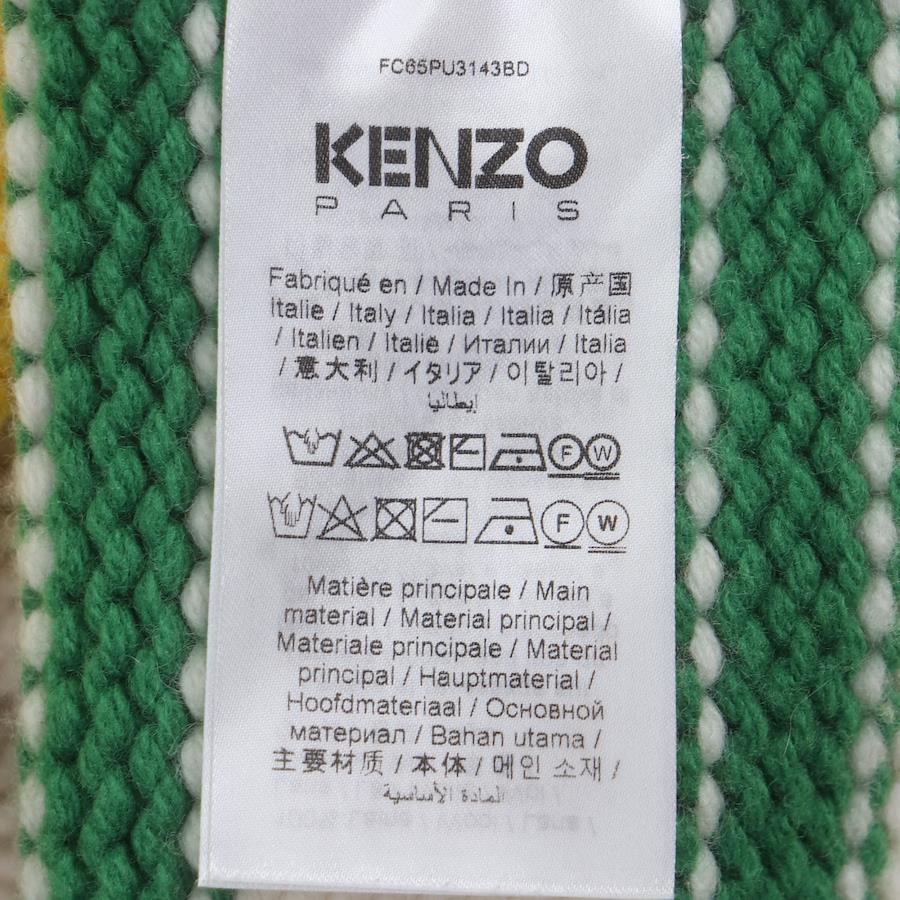 FC65PU3143BD
KENZO
PARIS
Fabriqué en / Made In / 原产国
Italie / Italy / Italia / Italia / Itália
/ Italien / Italië / Италии / Italia
/ 意大利 / イタリア / 이탈리아 /
إيطاليا
F W
F W
Matière principale / Main
material / Material principal /
Materiale principale / Material
principal / Hauptmaterial /
Hoofdmateriaal / Основной
материал / Bahan utama /
主要材质 / 本体 / 메인 소재 /
المادة الأساسية